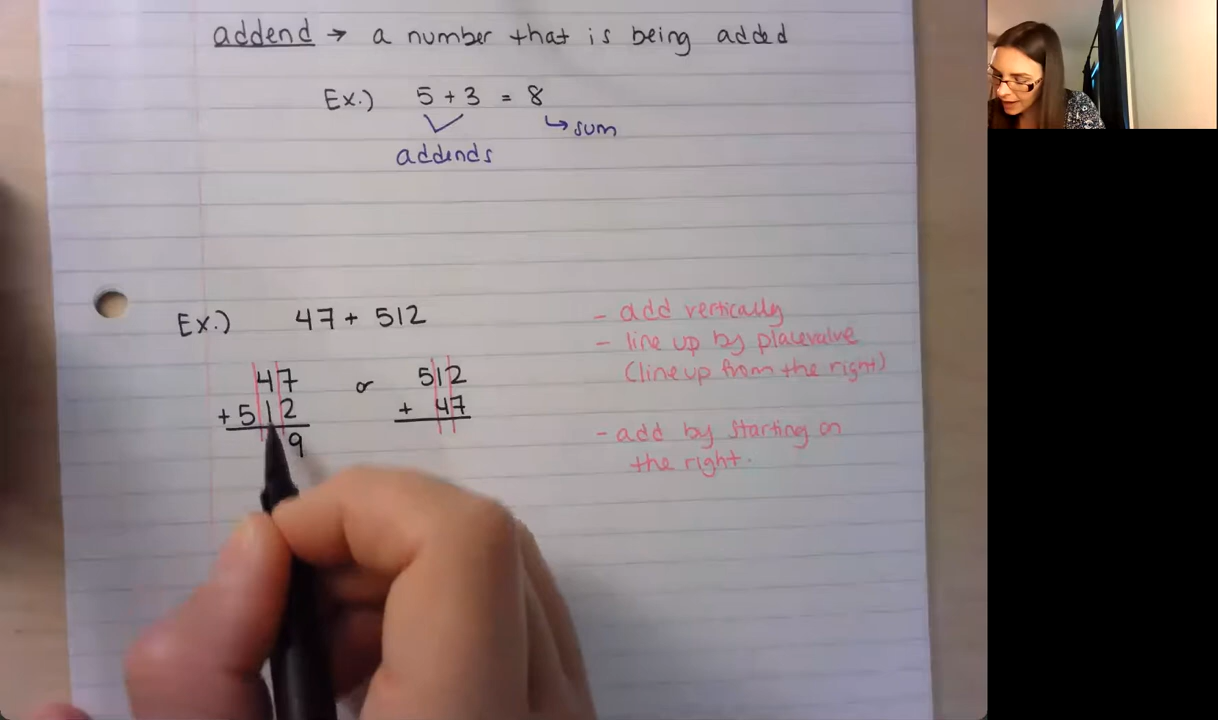 addend → a number that is being added
Ex.) 5 + 3 = 8
↳ sum
addends
Ex.) 47 + 512
47 or 512
+ 512 + 47
9
- add vertically
- line up by placevalue
(line up from the right)
- add by starting on
the right.